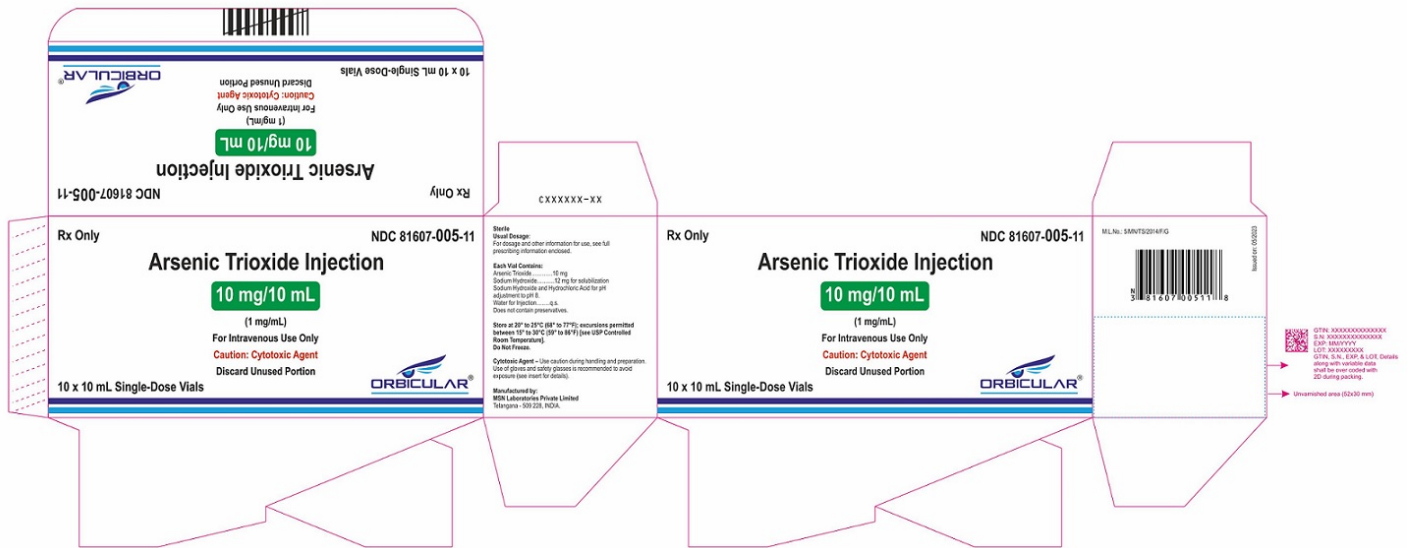 Rx Only
NDC 81607-005-11
Arsenic Trioxide Injection
10 mg/10 mL
(1 mg/mL)
For Intravenous Use Only
Caution: Cytotoxic Agent
Discard Unused Portion
10 x 10 mL Single-Dose Vials
ORBICULAR®
Rx Only
NDC 81607-005-11
Arsenic Trioxide Injection
10 mg/10 mL
(1 mg/mL)
For Intravenous Use Only
Caution: Cytotoxic Agent
Discard Unused Portion
10 x 10 mL Single-Dose Vials
ORBICULAR®
CXXXXXX-XX
Sterile
Usual Dosage:
For dosage and other information for use, see full
prescribing information enclosed.
Each Vial Contains:
Arsenic Trioxide.............10 mg
Sodium Hydroxide...........12 mg for solubilization
Sodium Hydroxide and Hydrochloric Acid for pH
adjustment to pH 8.
Water for Injection........q.s.
Does not contain preservatives.
Store at 20° to 25°C (68° to 77°F); excursions permitted
between 15° to 30°C (59° to 86°F) [see USP Controlled
Room Temperature].
Do Not Freeze.
Cytotoxic Agent – Use caution during handling and preparation.
Use of gloves and safety glasses is recommended to avoid
exposure (see insert for details).
Manufactured by:
MSN Laboratories Private Limited
Telangana - 509 228, INDIA.
Rx Only
NDC 81607-005-11
Arsenic Trioxide Injection
10 mg/10 mL
(1 mg/mL)
For Intravenous Use Only
Caution: Cytotoxic Agent
Discard Unused Portion
10 x 10 mL Single-Dose Vials
ORBICULAR®
M.L.No.: 5/MN/TS/2014/F/G
Issued on: 05/2023
N
3 81607 00511 8
GTIN: XXXXXXXXXXXXXX
S.N: XXXXXXXXXXXXXX
EXP: MM/YYYY
LOT: XXXXXXXXX
GTIN, S.N., EXP, & LOT, Details
along with variable data
shall be over coded with
2D during packing.
Unvarnished area (52x30 mm)